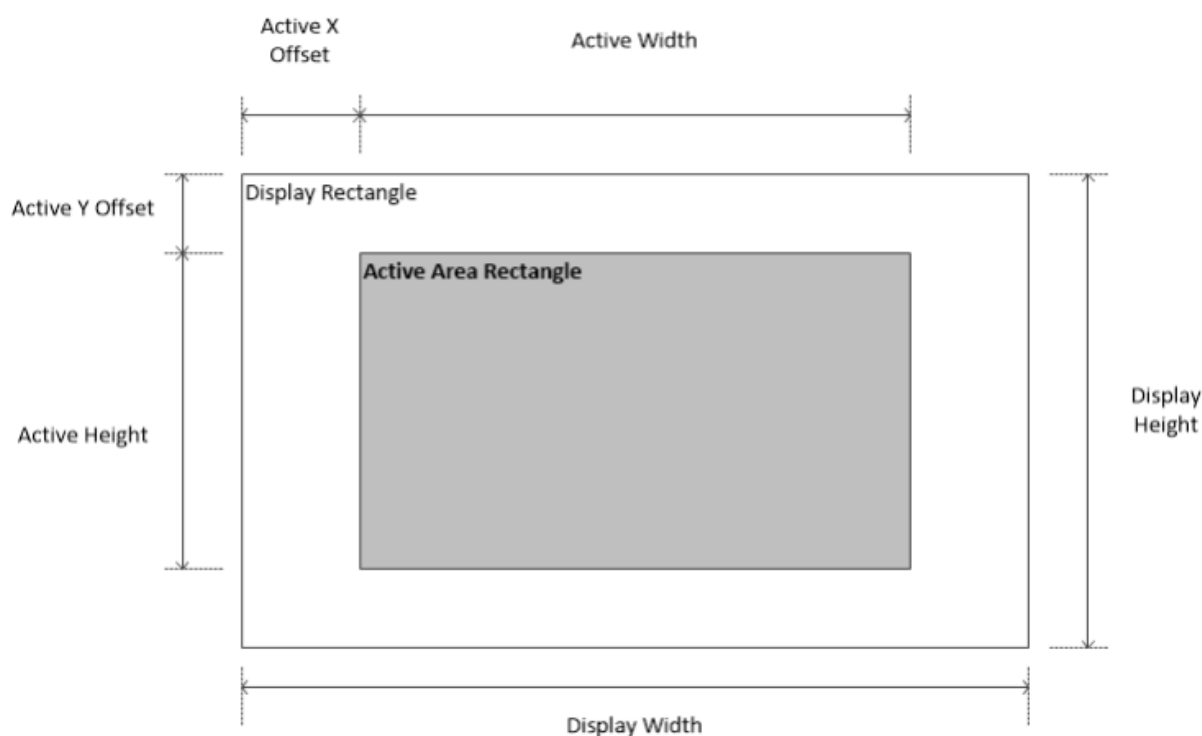 Active X
Offset
Active Width
Display Rectangle
Active Y Offset
Active Area Rectangle
Active Height
Display
Height
Display Width